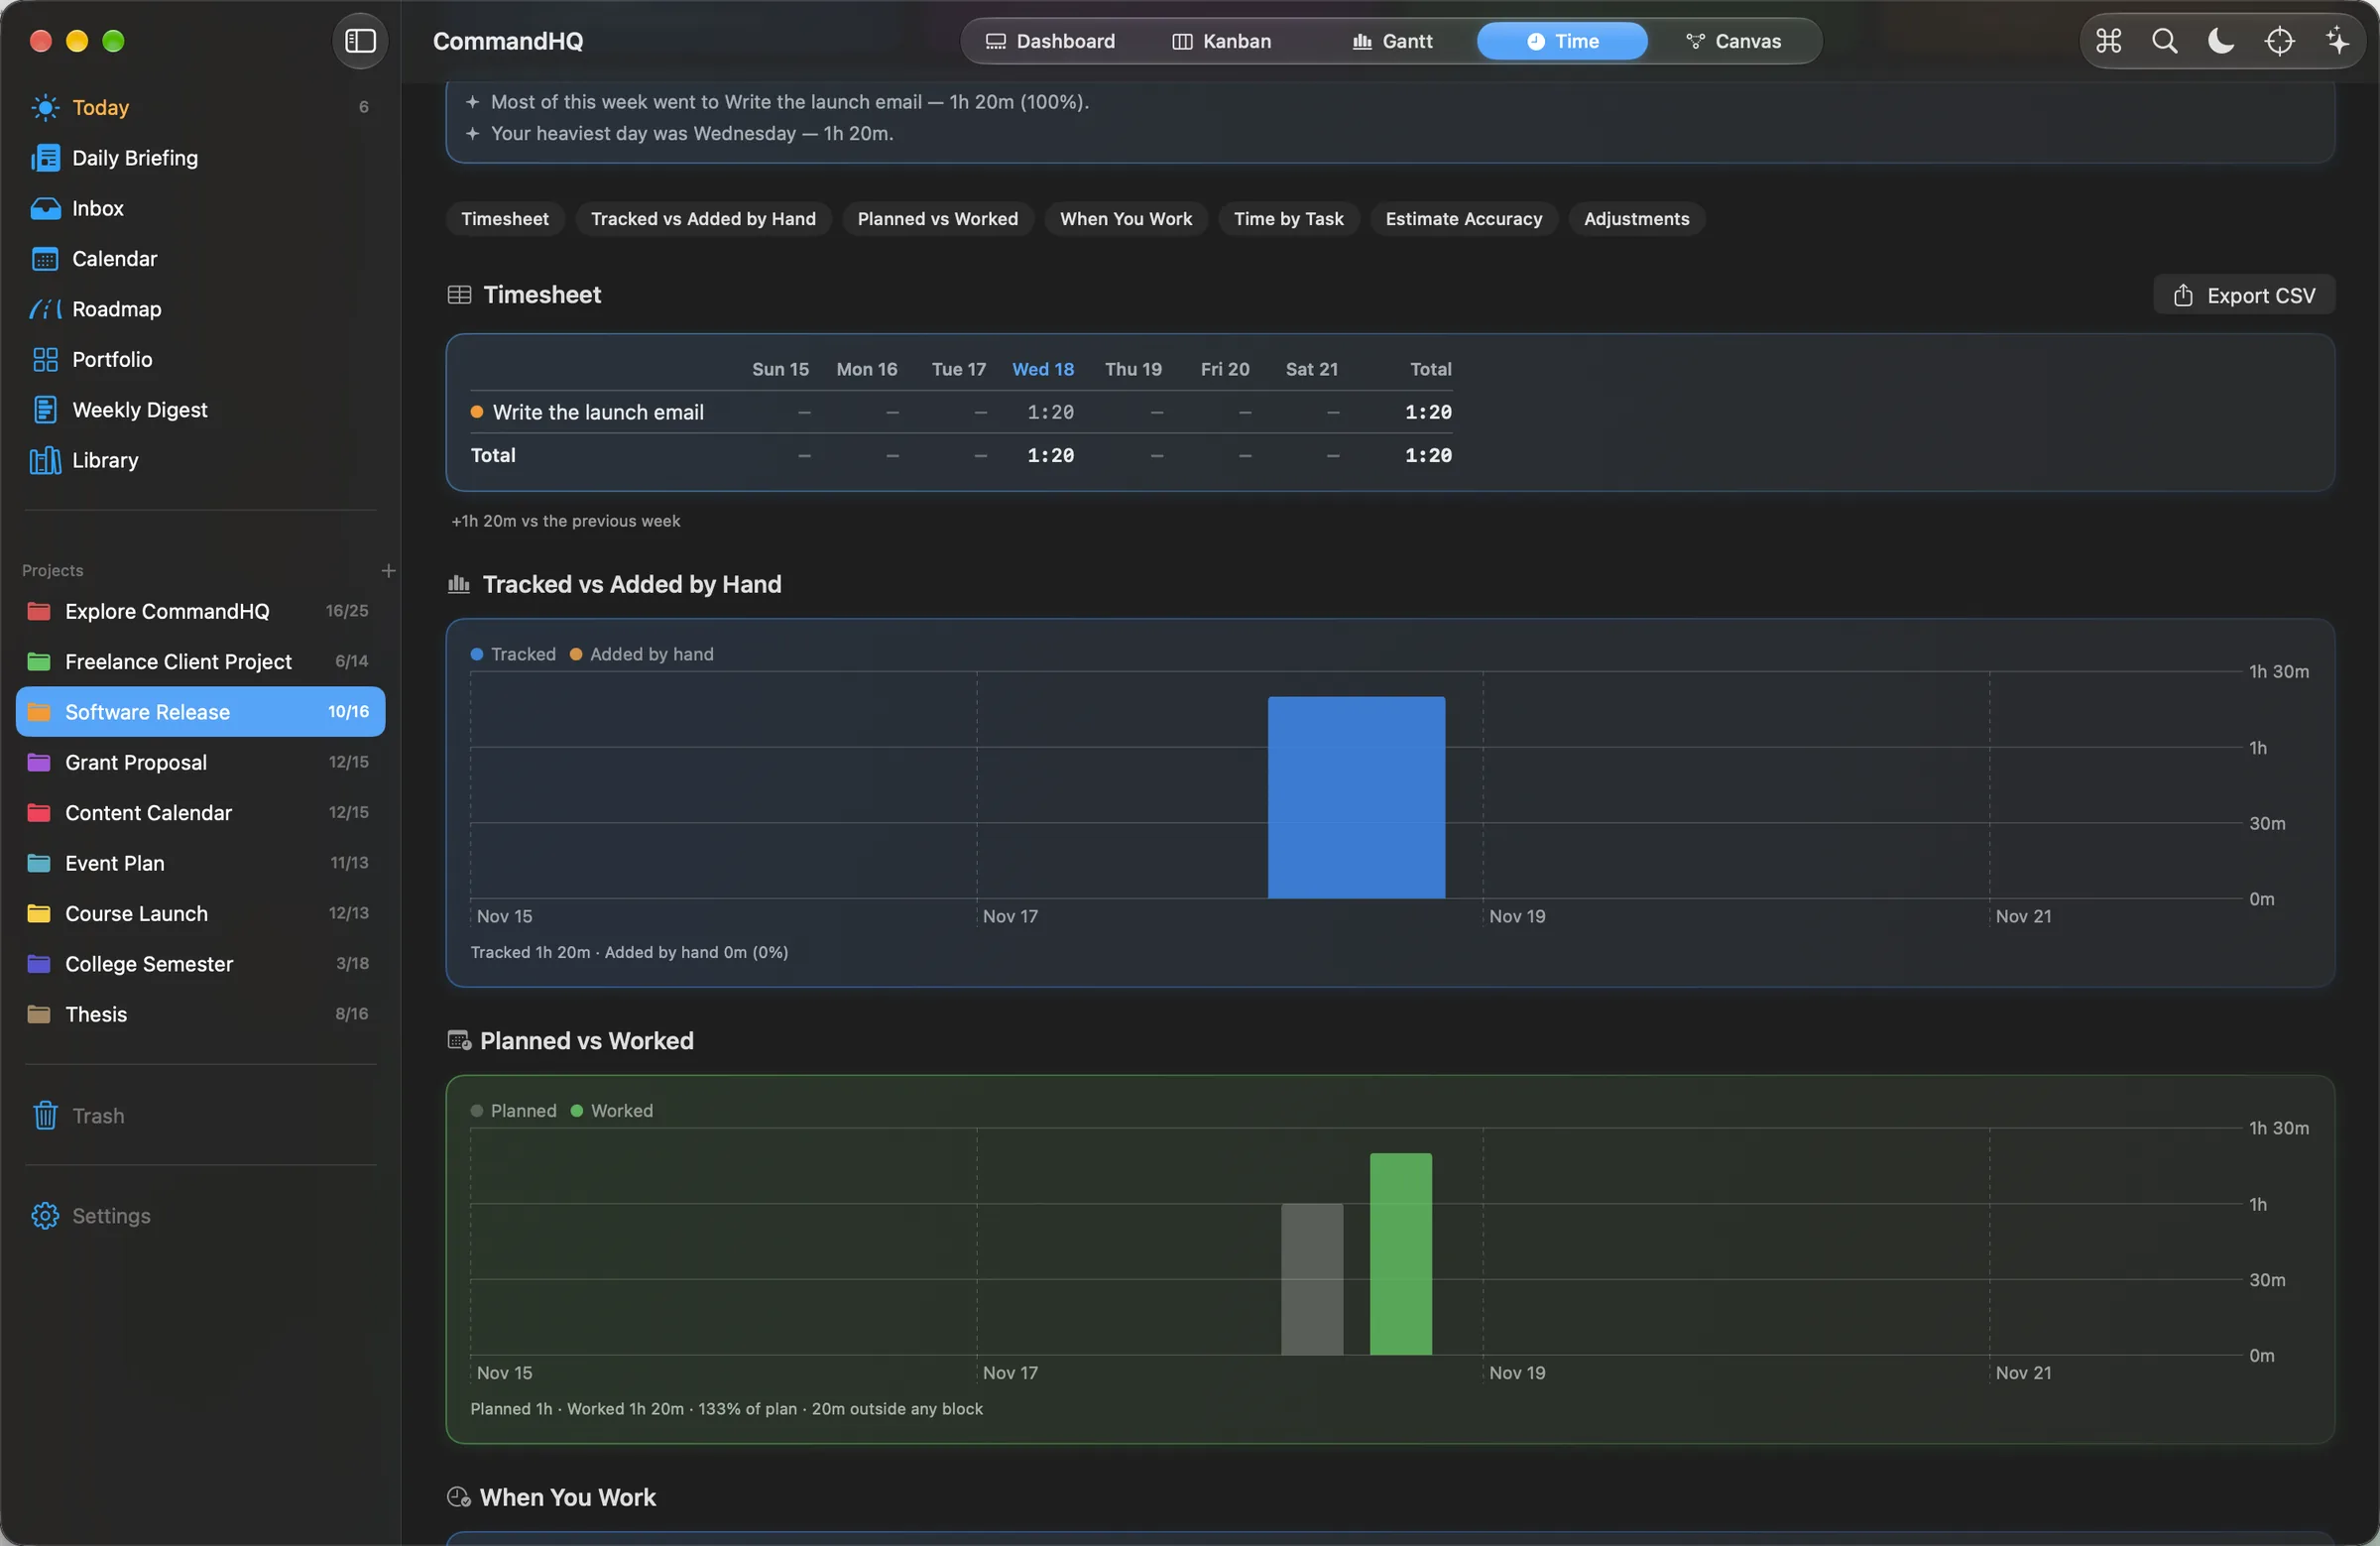 CommandHQ
Dashboard
Kanban
Gantt
Time
Canvas
Today 6
Daily Briefing
Inbox
Calendar
Roadmap
Portfolio
Weekly Digest
Library
Projects
Explore CommandHQ 16/25
Freelance Client Project 6/14
Software Release 10/16
Grant Proposal 12/15
Content Calendar 12/15
Event Plan 11/13
Course Launch 12/13
College Semester 3/18
Thesis 8/16
Trash
Settings
Most of this week went to Write the launch email — 1h 20m (100%).
Your heaviest day was Wednesday — 1h 20m.
Timesheet
Tracked vs Added by Hand
Planned vs Worked
When You Work
Time by Task
Estimate Accuracy
Adjustments
Timesheet
Export CSV
Sun 15 Mon 16 Tue 17 Wed 18 Thu 19 Fri 20 Sat 21 Total
Write the launch email — — — 1:20 — — — 1:20
Total — — — 1:20 — — — 1:20
+1h 20m vs the previous week
Tracked vs Added by Hand
Tracked Added by hand
1h 30m
1h
30m
0m
Nov 15 Nov 17 Nov 19 Nov 21
Tracked 1h 20m · Added by hand 0m (0%)
Planned vs Worked
Planned Worked
1h 30m
1h
30m
0m
Nov 15 Nov 17 Nov 19 Nov 21
Planned 1h · Worked 1h 20m · 133% of plan · 20m outside any block
When You Work